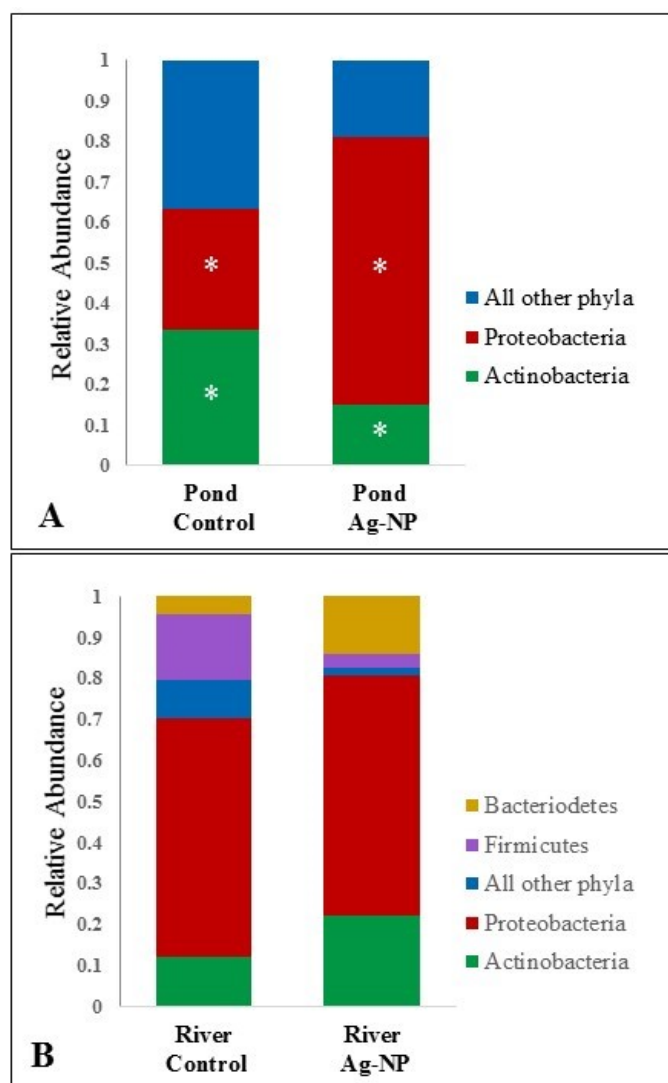 1
0.9
0.8
0.7
0.6
0.5
0.4
0.3
0.2
0.1
0
Relative Abundance
*
*
*
*
All other phyla
Proteobacteria
Actinobacteria
Pond
Control
Pond
Ag-NP
A
1
0.9
0.8
0.7
0.6
0.5
0.4
0.3
0.2
0.1
0
Relative Abundance
Bacteriodetes
Firmicutes
All other phyla
Proteobacteria
Actinobacteria
River
Control
River
Ag-NP
B